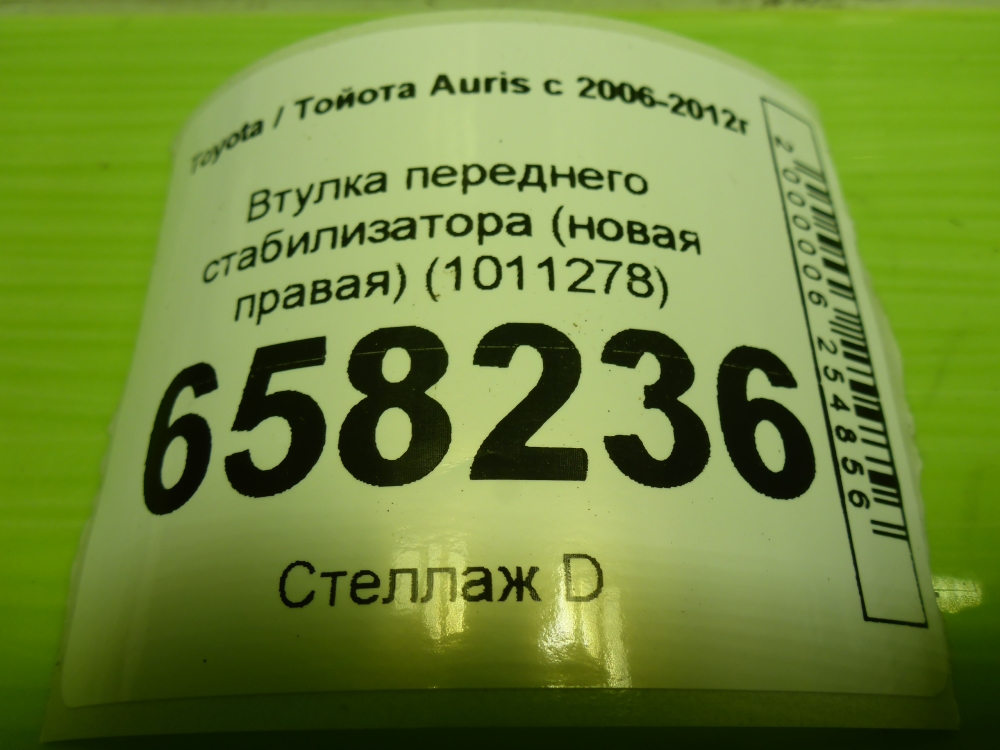 Toyota / Тойота Auris с 2006-2012г
Втулка переднего
стабилизатора (новая
правая) (1011278)
658236
Стеллаж D
2000006254856